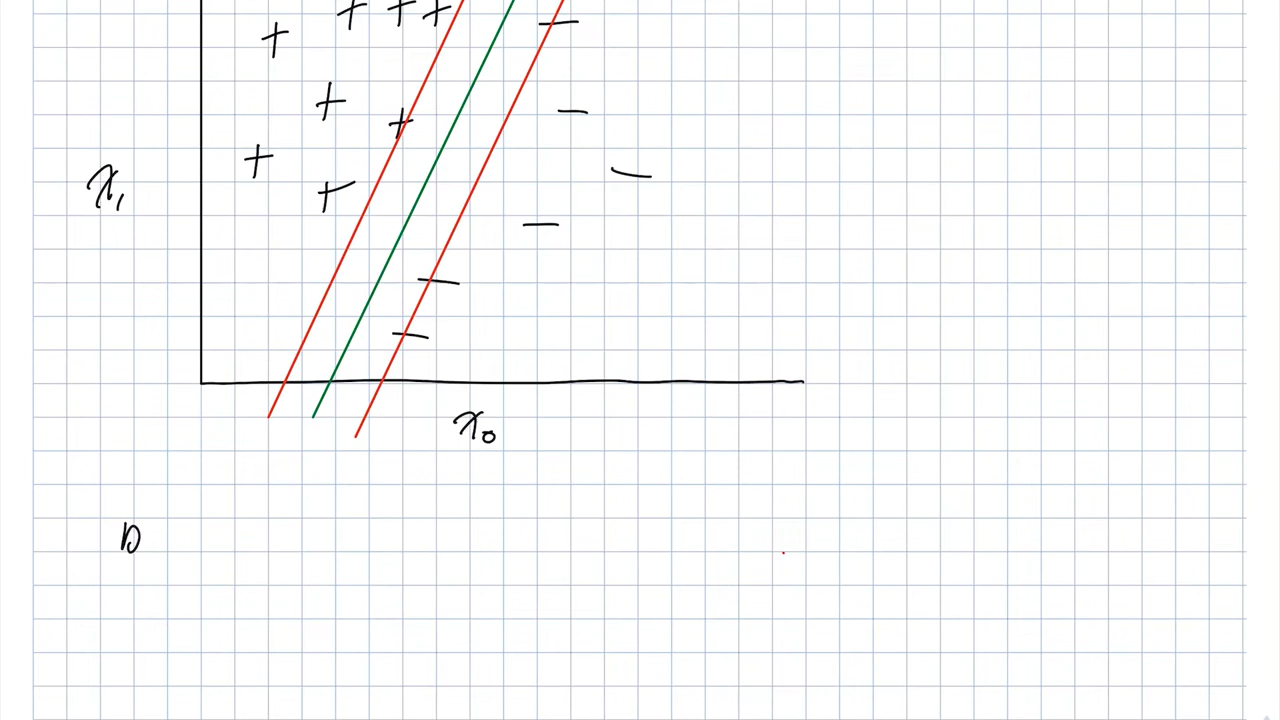 + + +
+ −
+ + −
+ −
+ −
−
−
−
x₁
x₀
D